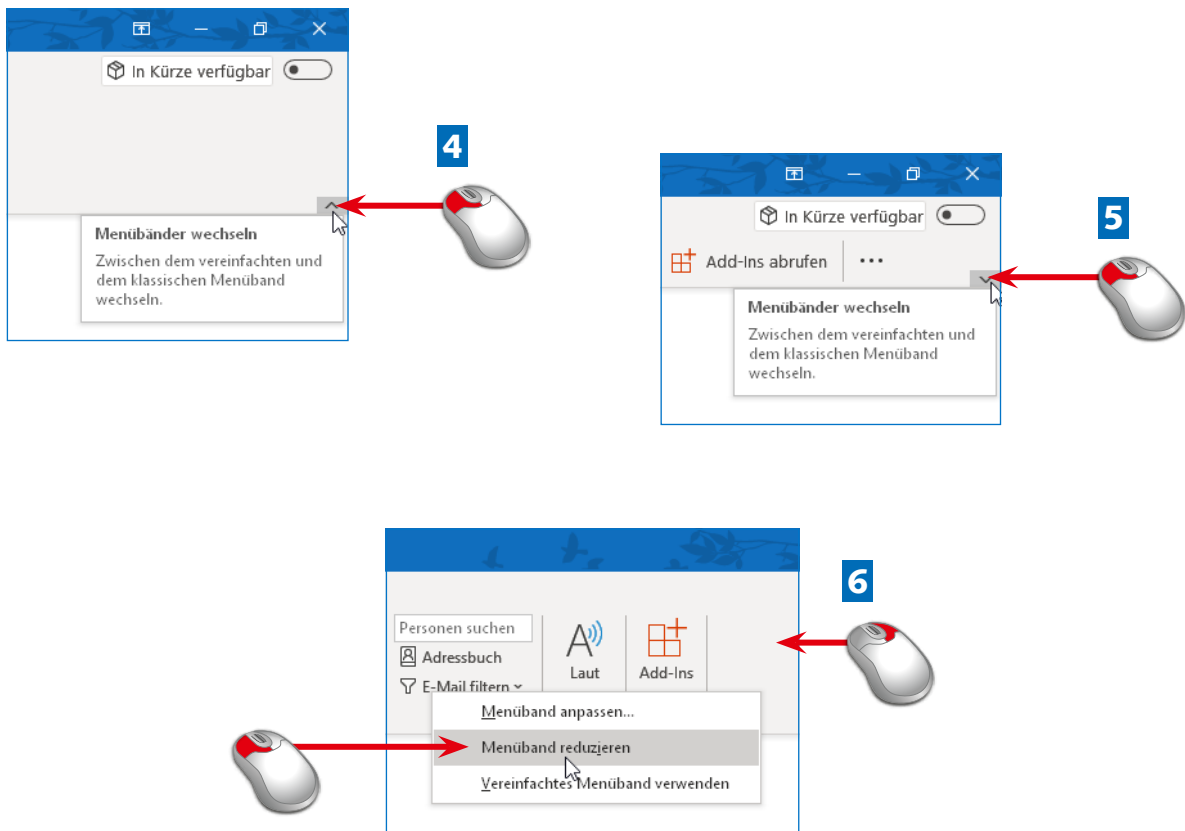 In Kürze verfügbar
4
Menübänder wechseln
Zwischen dem vereinfachten und
dem klassischen Menüband
wechseln.
In Kürze verfügbar
5
Add-Ins abrufen
Menübänder wechseln
Zwischen dem vereinfachten und
dem klassischen Menüband
wechseln.
6
Personen suchen
Adressbuch
E-Mail filtern
Laut
Add-Ins
Menüband anpassen...
Menüband reduzieren
Vereinfachtes Menüband verwenden